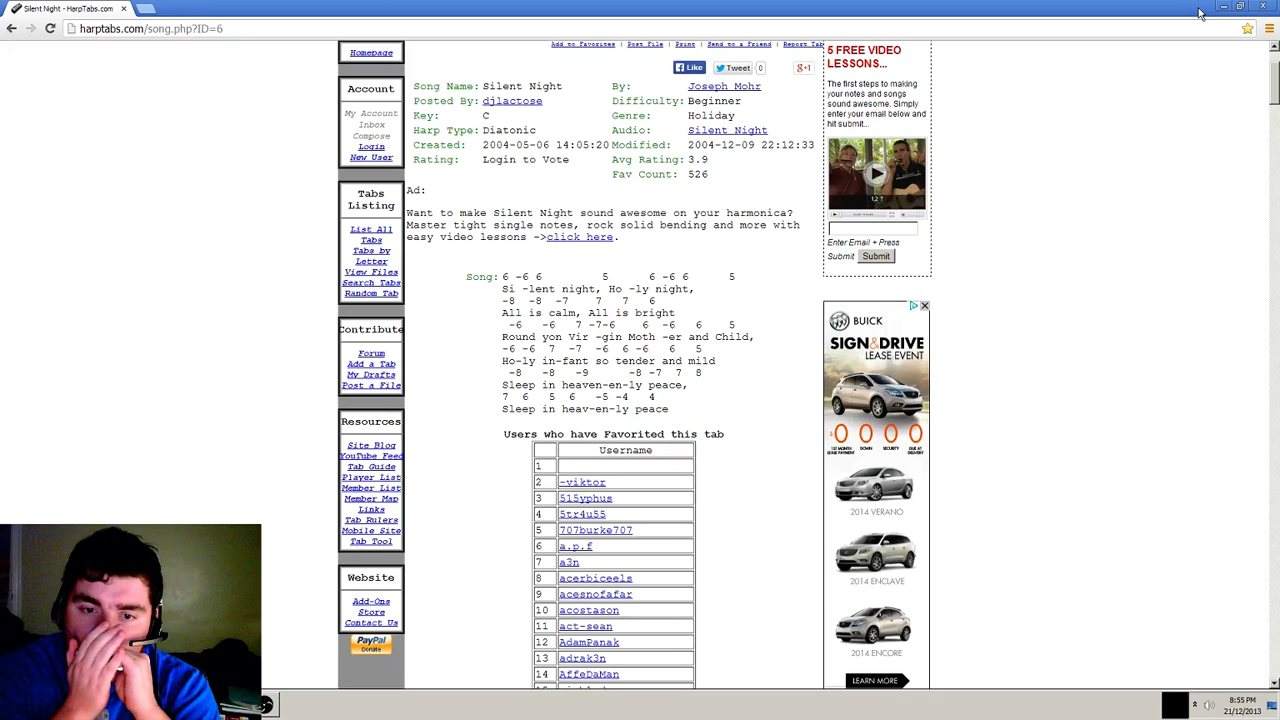 Silent Night - HarpTabs.com
harptabs.com/song.php?ID=6
Add to Favorites | Post File | Print | Send to a Friend | Report Tab
Like Tweet 0 +1
Homepage
Account
My Account
Inbox
Compose
Login
New User
Tabs
Listing
List All
Tabs
Tabs by
Letter
View Files
Search Tabs
Random Tab
Contribute
Forum
Add a Tab
My Drafts
Post a File
Resources
Site Blog
YouTube Feed
Tab Guide
Player List
Member List
Member Map
Links
Tab Rulers
Mobile Site
Tab Tool
Website
Add-Ons
Store
Contact Us
PayPal
Donate
Song Name: Silent Night By: Joseph Mohr
Posted By: djlactose Difficulty: Beginner
Key: C Genre: Holiday
Harp Type: Diatonic Audio: Silent Night
Created: 2004-05-06 14:05:20 Modified: 2004-12-09 22:12:33
Rating: Login to Vote Avg Rating: 3.9
Fav Count: 526
Ad:
Want to make Silent Night sound awesome on your harmonica?
Master tight single notes, rock solid bending and more with
easy video lessons ->click here.
Song: 6 -6 6 5 6 -6 6 5
Si -lent night, Ho -ly night,
-8 -8 -7 7 7 6
All is calm, All is bright
-6 -6 7 -7-6 6 -6 6 5
Round yon Vir -gin Moth -er and Child,
-6 -6 7 -7 -6 6 -6 6 5
Ho-ly in-fant so tender and mild
-8 -8 -9 -8 -7 7 8
Sleep in heaven-en-ly peace,
7 6 5 6 -5 -4 4
Sleep in heav-en-ly peace
Users who have Favorited this tab
Username
1
2 -viktor
3 515yphus
4 5tr4u55
5 707burke707
6 a.p.f
7 a3n
8 acerbiceels
9 acesnofafar
10 acostason
11 act-sean
12 AdamPanak
13 adrak3n
14 AffeDaMan
5 FREE VIDEO
LESSONS...
The first steps to making
your notes and songs
sound awesome. Simply
enter your email below and
hit submit...
Enter Email + Press
Submit Submit
BUICK
SIGN&DRIVE
LEASE EVENT
0 0 0 0
DOWN
SECURITY
2014 VERANO
2014 ENCLAVE
2014 ENCORE
LEARN MORE
8:55 PM
21/12/2013